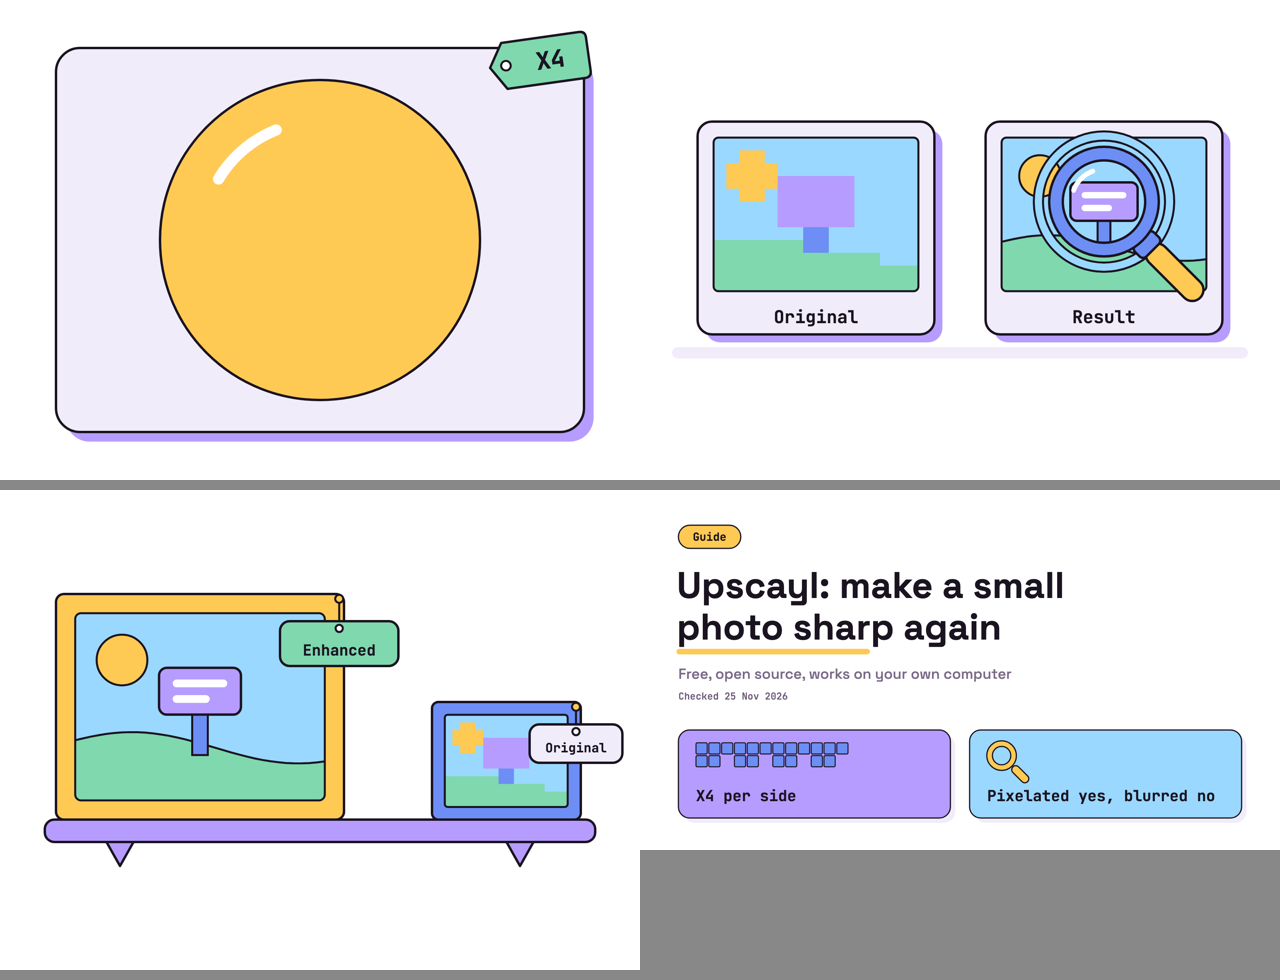 X4
Original
Result
Enhanced
Original
Guide
Upscayl: make a small
photo sharp again
Free, open source, works on your own computer
Checked 25 Nov 2026
X4 per side
Pixelated yes, blurred no